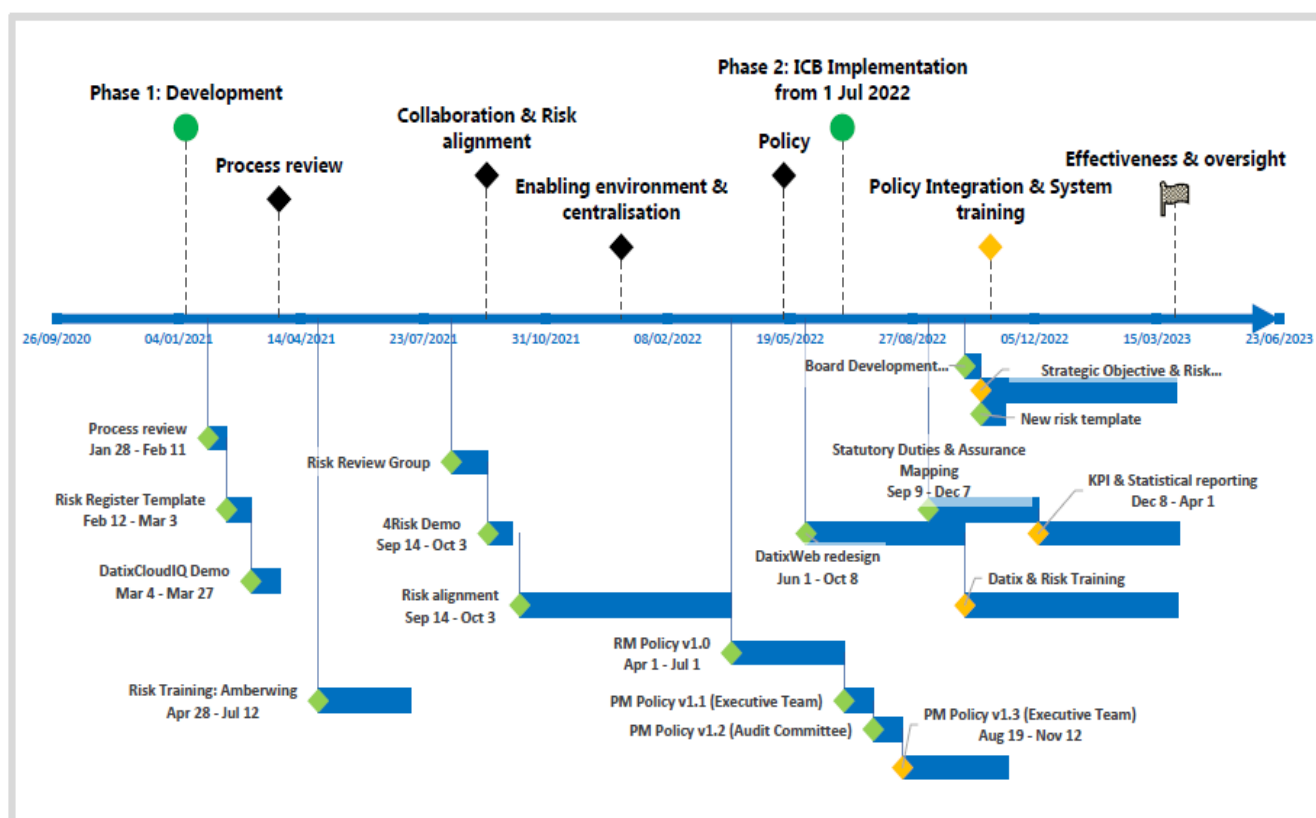 Phase 1: Development
Process review
Collaboration & Risk
alignment
Enabling environment &
centralisation
Phase 2: ICB Implementation
from 1 Jul 2022
Policy
Policy Integration & System
training
Effectiveness & oversight
26/09/2020
04/01/2021
14/04/2021
23/07/2021
31/10/2021
08/02/2022
19/05/2022
27/08/2022
05/12/2022
15/03/2023
23/06/2023
Board Development...
Strategic Objective & Risk...
New risk template
Process review
Jan 28 - Feb 11
Risk Review Group
Statutory Duties & Assurance
Mapping
Sep 9 - Dec 7
KPI & Statistical reporting
Dec 8 - Apr 1
Risk Register Template
Feb 12 - Mar 3
4Risk Demo
Sep 14 - Oct 3
DatixWeb redesign
Jun 1 - Oct 8
DatixCloudIQ Demo
Mar 4 - Mar 27
Risk alignment
Sep 14 - Oct 3
Datix & Risk Training
RM Policy v1.0
Apr 1 - Jul 1
Risk Training: Amberwing
Apr 28 - Jul 12
PM Policy v1.1 (Executive Team)
PM Policy v1.2 (Audit Committee)
PM Policy v1.3 (Executive Team)
Aug 19 - Nov 12